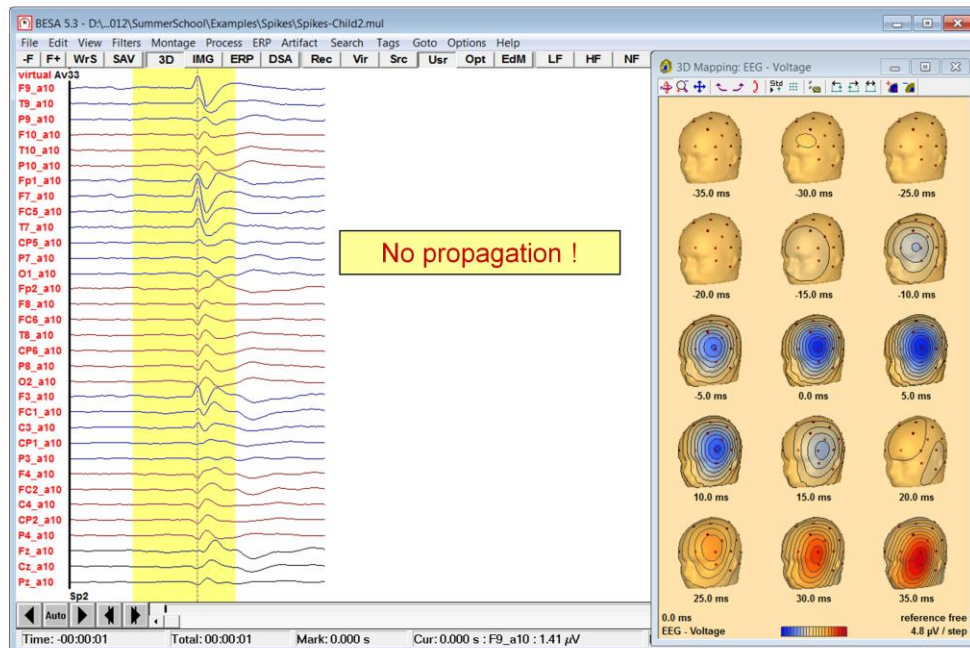 BESA 5.3 - D:\...012\SummerSchool\Examples\Spikes\Spikes-Child2.mul
File Edit View Filters Montage Process ERP Artifact Search Tags Goto Options Help
-F F+ WrS SAV 3D IMG ERP DSA Rec Vir Src Usr Opt EdM LF HF NF
virtual Av33
F9_a10
T9_a10
P9_a10
F10_a10
T10_a10
P10_a10
Fp1_a10
F7_a10
FC5_a10
T7_a10
CP5_a10
P7_a10
O1_a10
Fp2_a10
F8_a10
FC6_a10
T8_a10
CP6_a10
P8_a10
O2_a10
F3_a10
FC1_a10
C3_a10
CP1_a10
P3_a10
F4_a10
FC2_a10
C4_a10
CP2_a10
P4_a10
Fz_a10
Cz_a10
Pz_a10
Sp2
Auto
Time: -00:00:01 Total: 00:00:01 Mark: 0.000 s Cur: 0.000 s : F9_a10 : 1.41 µV
No propagation !
3D Mapping: EEG - Voltage
Std
-35.0 ms -30.0 ms -25.0 ms
-20.0 ms -15.0 ms -10.0 ms
-5.0 ms 0.0 ms 5.0 ms
10.0 ms 15.0 ms 20.0 ms
25.0 ms 30.0 ms 35.0 ms
0.0 ms reference free
EEG - Voltage 4.8 µV / step